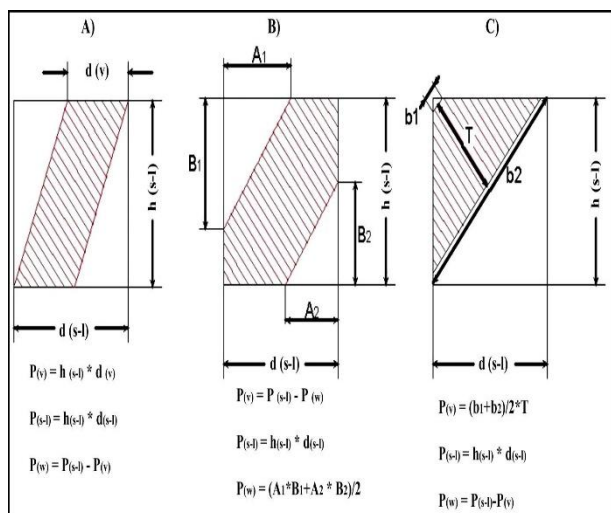 A)
B)
C)
d (v)
A1
b1
T
b2
B1
B2
h (s-l)
h (s-l)
h (s-l)
A2
d (s-l)
d (s-l)
d (s-l)
P(v) = h (s-l) * d (v)
P(s-l) = h(s-l) * d(s-l)
P(w) = P(s-l) - P(v)
P(v) = P (s-l) - P (w)
P(s-l) = h(s-l) * d(s-l)
P(w) = (A1*B1+A2 * B2)/2
P(v) = (b1+b2)/2*T
P(s-l) = h(s-l) * d(s-l)
P(w) = P(s-l)-P(v)